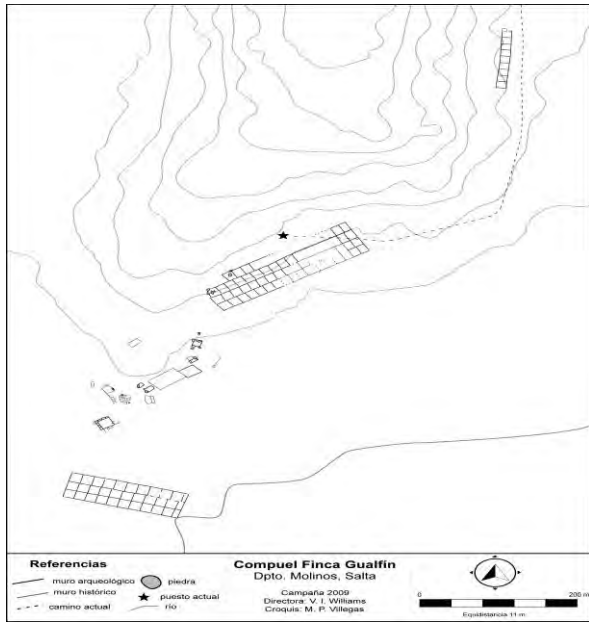 Referencias
muro arqueológico
muro histórico
camino actual
piedra
puesto actual
río
Compuel Finca Gualfín
Dpto. Molinos, Salta
Campaña 2009
Directora: V. I. Williams
Croquis: M. P. Villegas
0 200 m
Equidistancia 11 m